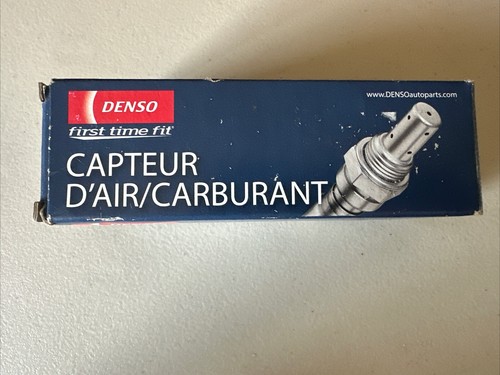 DENSO
www.DENSOautoparts.com
first time fit®
CAPTEUR
D'AIR/CARBURANT